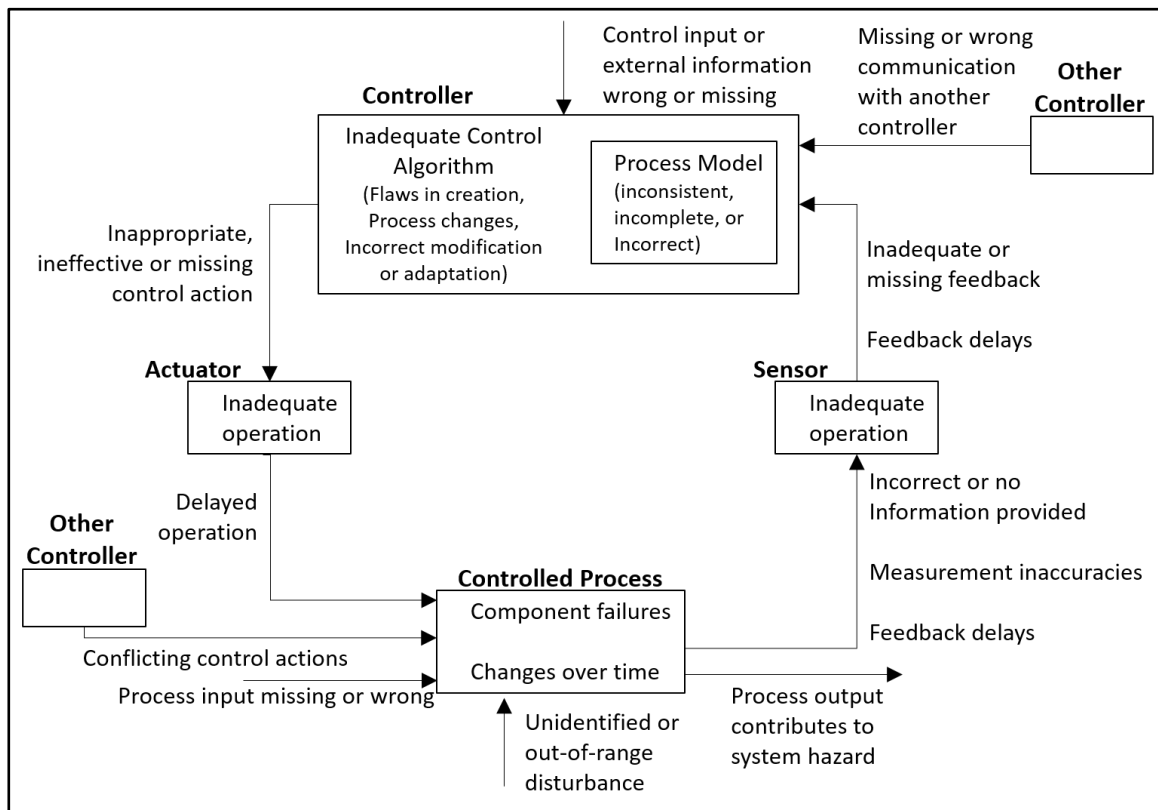 Control input or
external information
wrong or missing
Missing or wrong
communication
with another
controller
Other
Controller
Controller
Inadequate Control
Algorithm
(Flaws in creation,
Process changes,
Incorrect modification
or adaptation)
Process Model
(inconsistent,
incomplete, or
Incorrect)
Inappropriate,
ineffective or missing
control action
Inadequate or
missing feedback
Feedback delays
Actuator
Inadequate
operation
Sensor
Inadequate
operation
Delayed
operation
Incorrect or no
Information provided
Measurement inaccuracies
Feedback delays
Other
Controller
Controlled Process
Component failures
Changes over time
Conflicting control actions
Process input missing or wrong
Unidentified or
out-of-range
disturbance
Process output
contributes to
system hazard